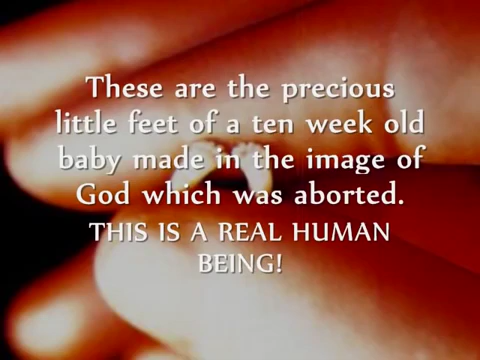 These are the precious
little feet of a ten week old
baby made in the image of
God which was aborted.
THIS IS A REAL HUMAN
BEING!